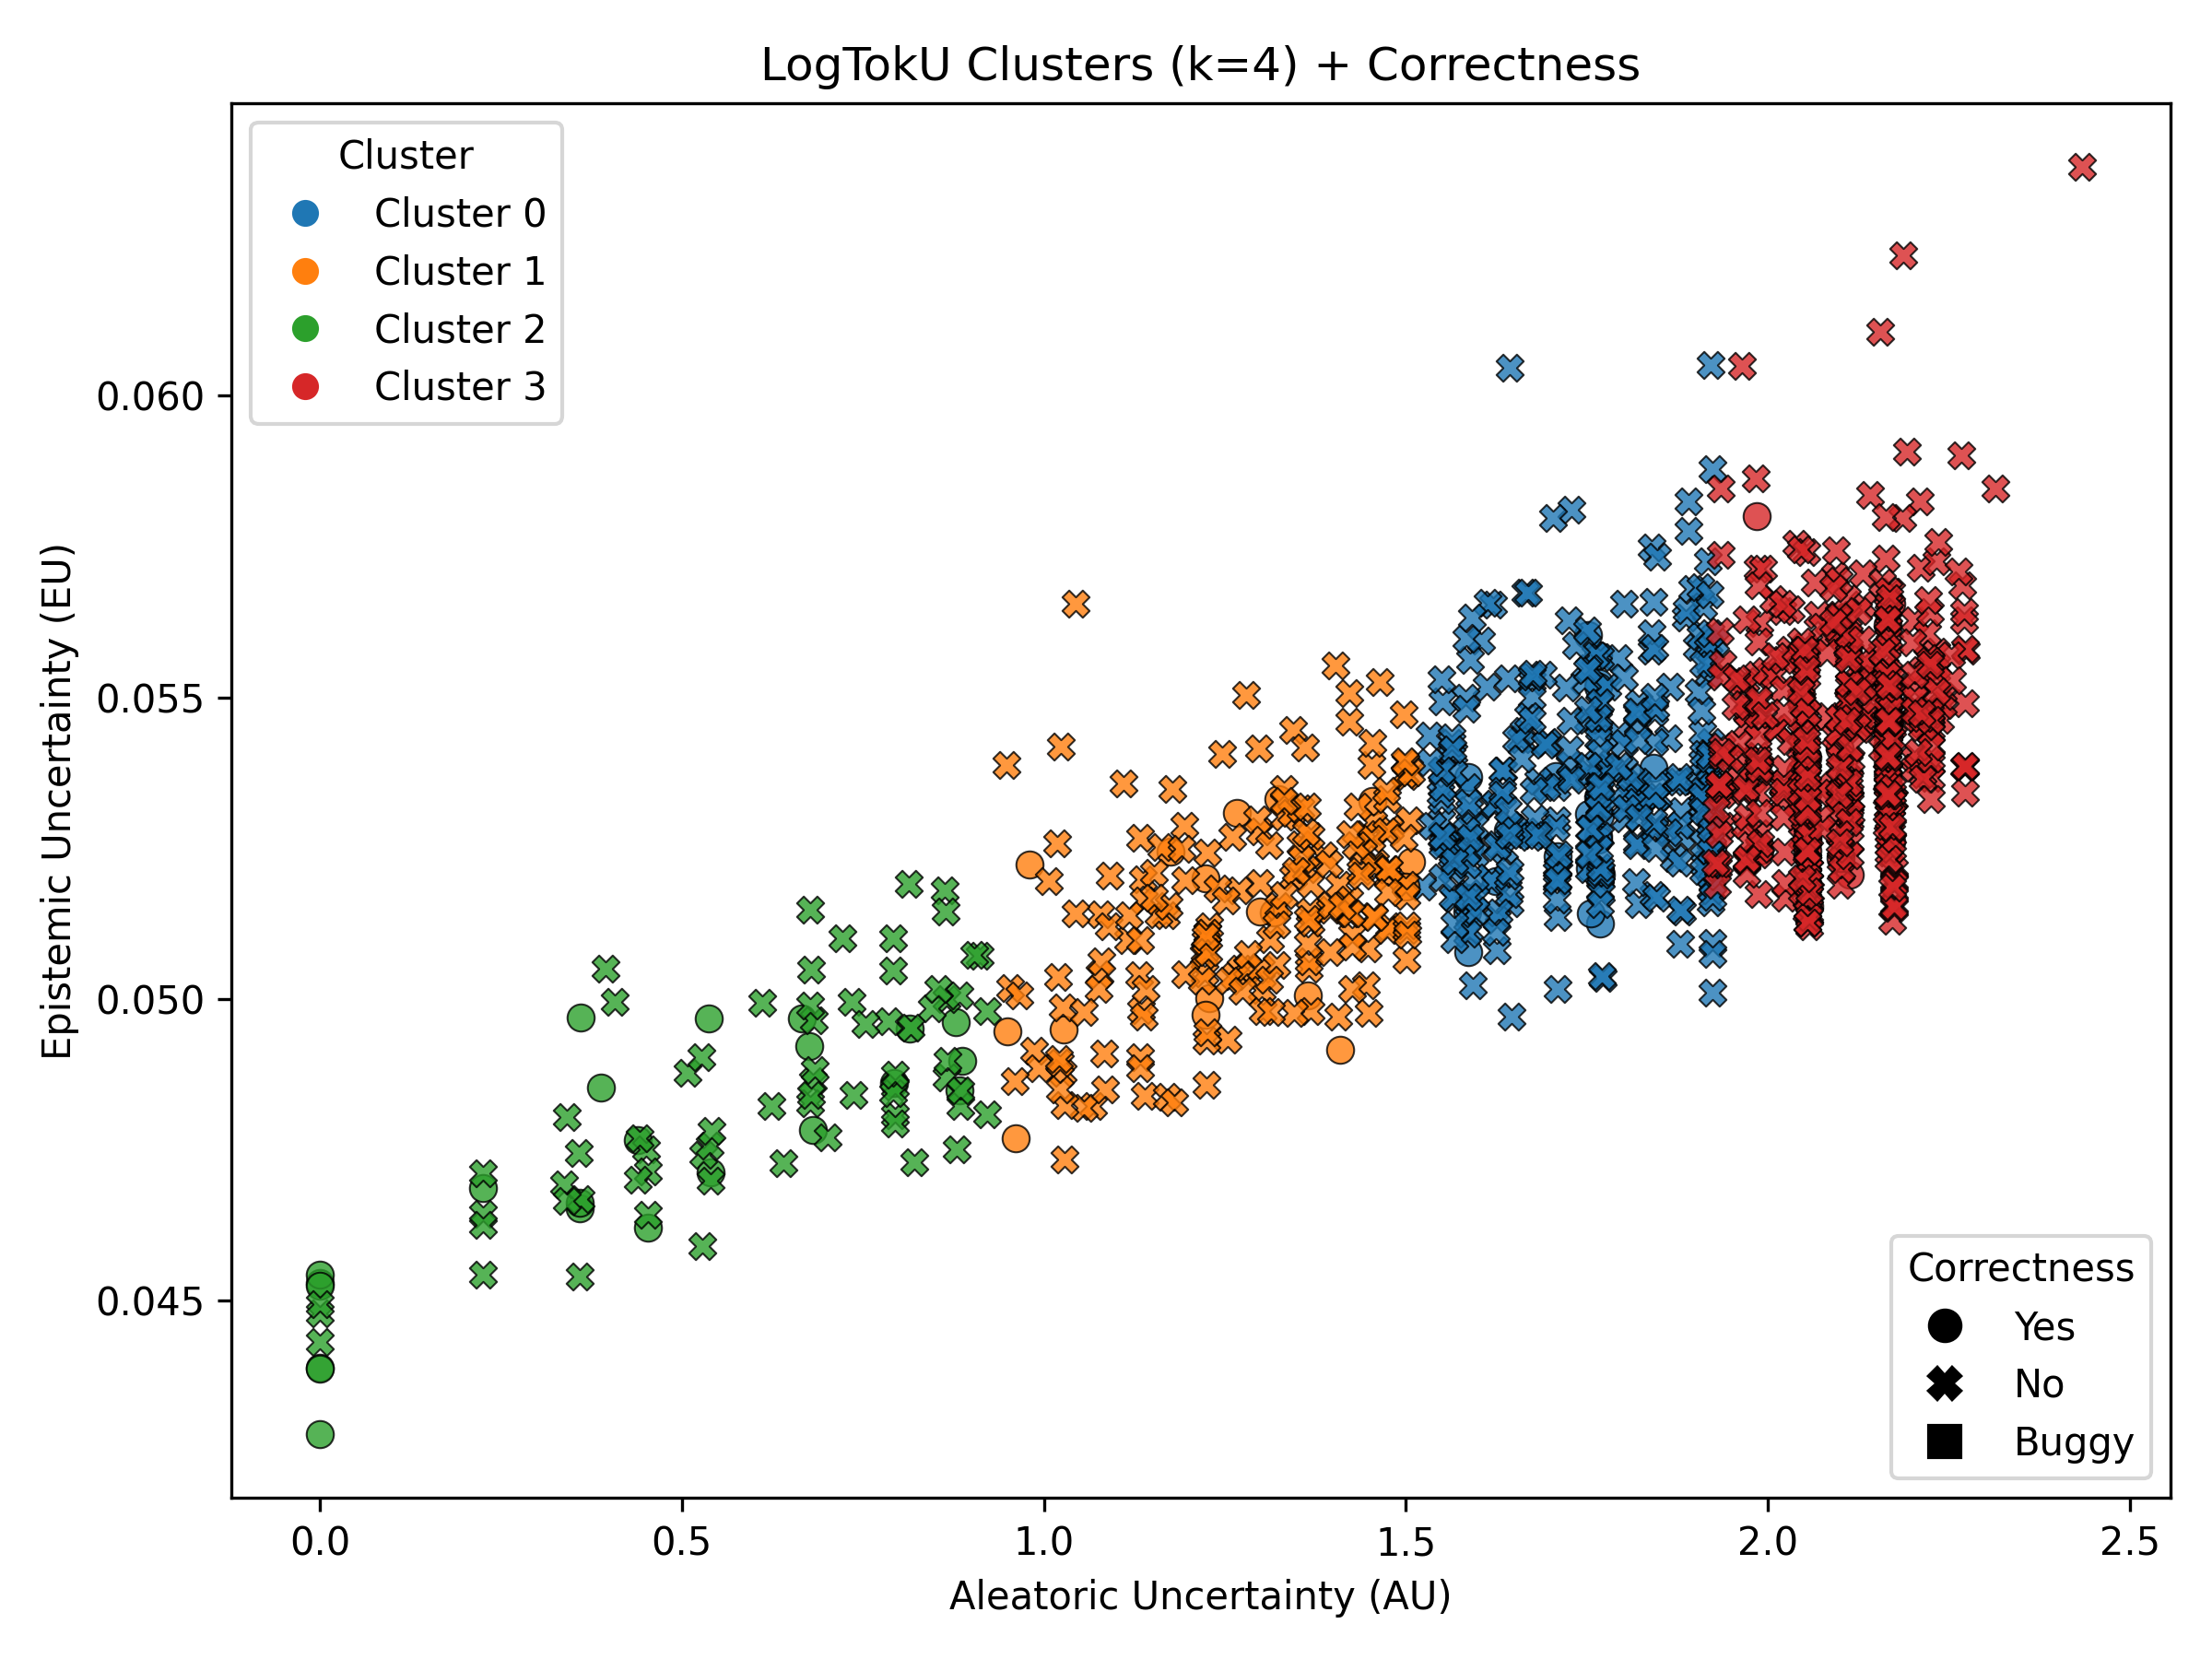 LogTokU Clusters (k=4) + Correctness
Cluster
Cluster 0
Cluster 1
Cluster 2
Cluster 3
0.060
0.055
0.050
0.045
Epistemic Uncertainty (EU)
Correctness
Yes
No
Buggy
0.0 0.5 1.0 1.5 2.0 2.5
Aleatoric Uncertainty (AU)